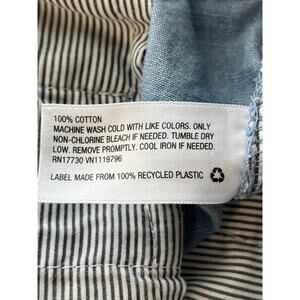 100% COTTON
MACHINE WASH COLD WITH LIKE COLORS. ONLY
NON-CHLORINE BLEACH IF NEEDED. TUMBLE DRY
LOW. REMOVE PROMPTLY. COOL IRON IF NEEDED.
RN17730 VN1119796
LABEL MADE FROM 100% RECYCLED PLASTIC